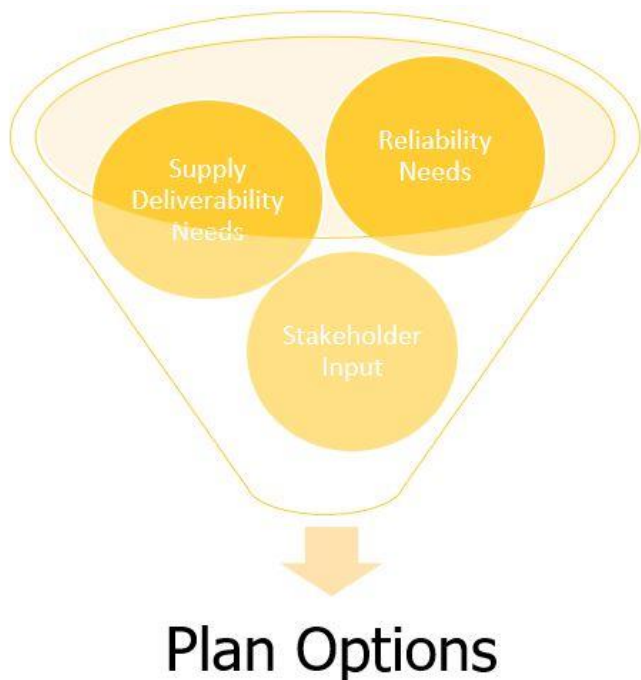 Supply
Deliverability
Needs
Reliability
Needs
Stakeholder
Input
Plan Options